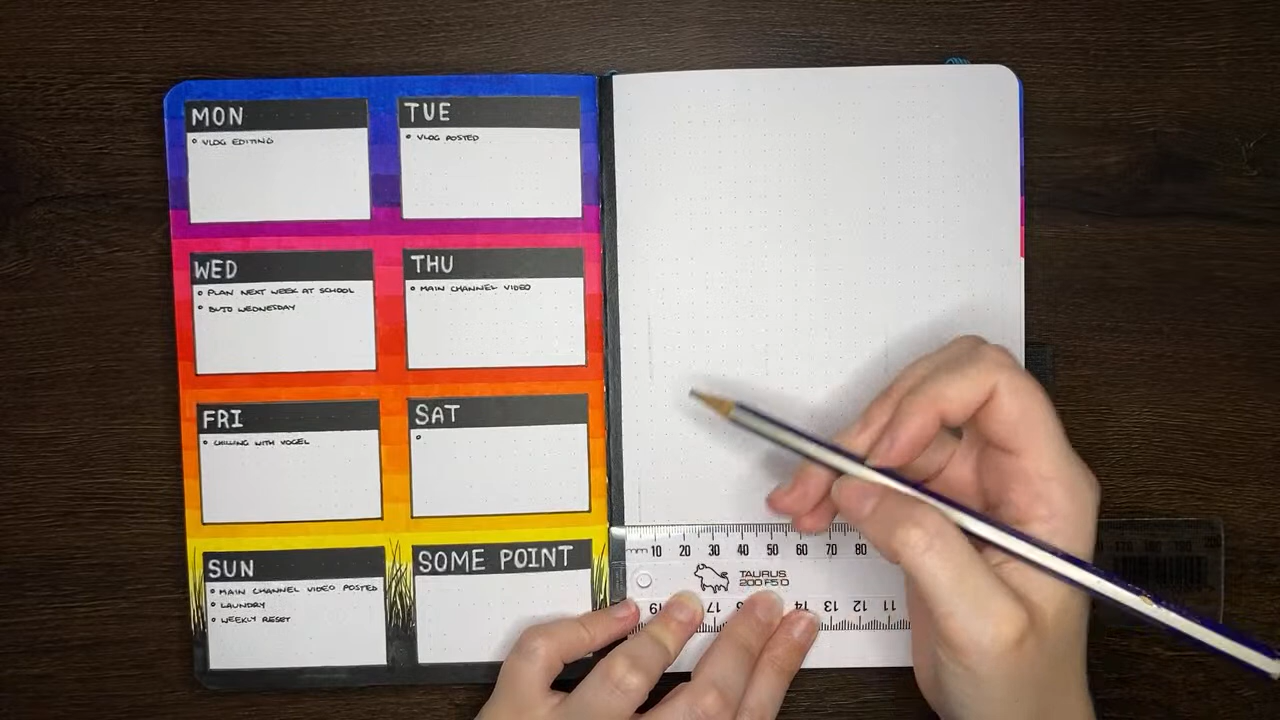 MON
VLOG EDITING
TUE
VLOG POSTED
WED
PLAN NEXT WEEK AT SCHOOL
BUJO WEDNESDAY
THU
MAIN CHANNEL VIDEO
FRI
CHILLING WITH VOGEL
SAT
SUN
MAIN CHANNEL VIDEO POSTED
LAUNDRY
WEEKLY RESET
SOME POINT
mm 10 20 30 40 50 60 70 80
TAURUS
19 17 14 13 12 11